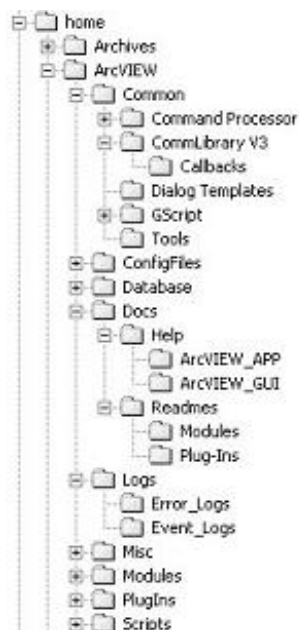 home
Archives
ArcVIEW
Common
Command Processor
CommLibrary V3
Callbacks
Dialog Templates
GScript
Tools
ConfigFiles
Database
Docs
Help
ArcVIEW_APP
ArcVIEW_GUI
Readmes
Modules
Plug-Ins
Logs
Error_Logs
Event_Logs
Misc
Modules
PlugIns
Scripts